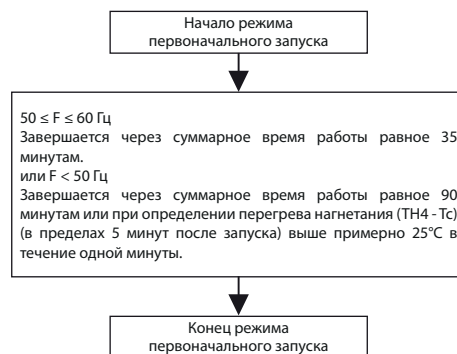 Начало режима
первоначального запуска
50 ≤ F ≤ 60 Гц
Завершается через суммарное время работы равное 35
минутам.
или F < 50 Гц
Завершается через суммарное время работы равное 90
минутам или при определении перегрева нагнетания (TH4 - Tc)
(в пределах 5 минут после запуска) выше примерно 25°C в
течение одной минуты.
Конец режима
первоначального запуска